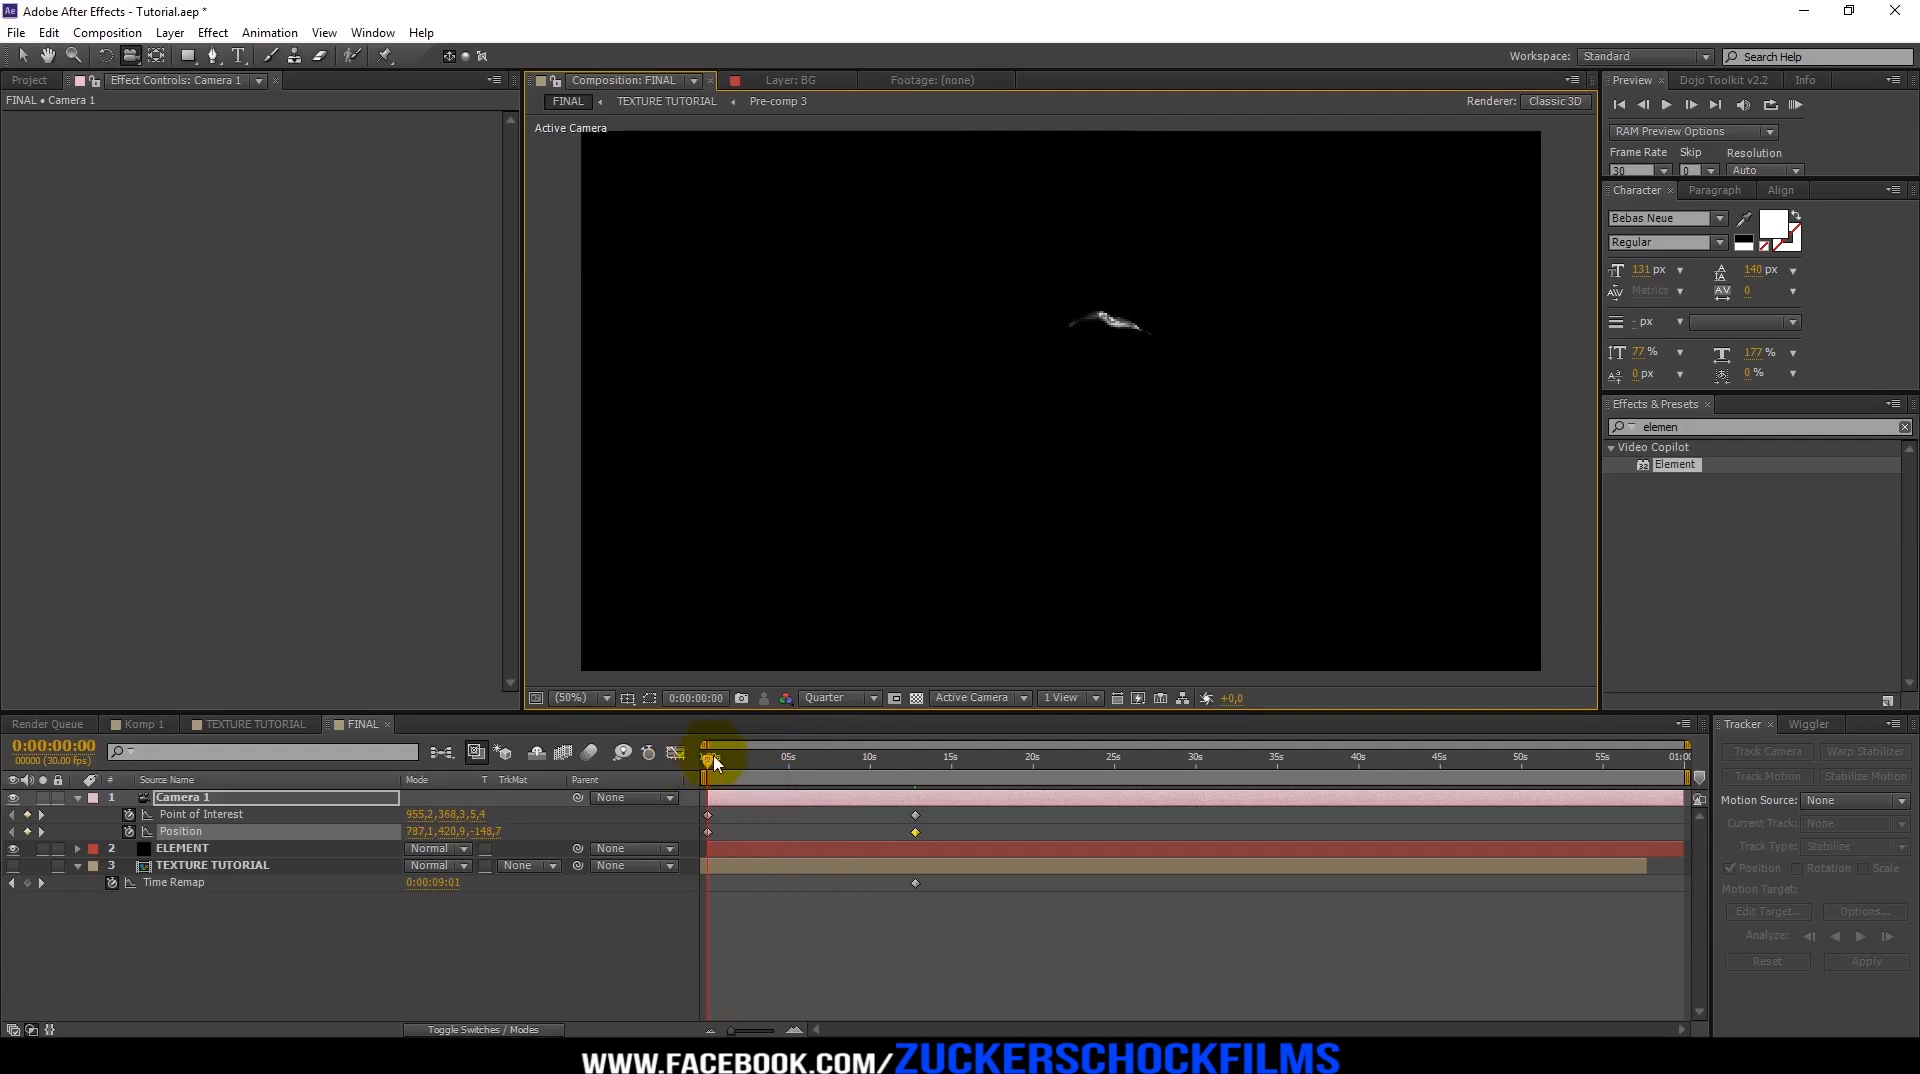 Adobe After Effects - Tutorial.aep *
File Edit Composition Layer Effect Animation View Window Help
Workspace: Standard Search Help
Project Effect Controls: Camera 1
FINAL • Camera 1
Composition: FINAL Layer: BG Footage: (none)
FINAL TEXTURE TUTORIAL Pre-comp 3 Renderer: Classic 3D
Active Camera
(50%) 0:00:00:00 Quarter Active Camera 1 View +0,0
Preview Dojo Toolkit v2.2 Info
RAM Preview Options
Frame Rate Skip Resolution
30 0 Auto
Character Paragraph Align
Bebas Neue
Regular
131 px 140 px
Metrics 0
- px
77 % 177 %
0 px 0 %
Effects & Presets
elemen
Video Copilot
Element
Render Queue Komp 1 TEXTURE TUTORIAL FINAL
0:00:00:00
00000 (30.00 fps)
# Source Name Mode T TrkMat Parent
05s 10s 15s 20s 25s 30s 35s 40s 45s 50s 55s 01:00
1 Camera 1 None
Point of Interest 955,2,368,3,5,4
Position 787,1,420,9,-148,7
2 ELEMENT Normal None
3 TEXTURE TUTORIAL Normal None None
Time Remap 0:00:09:01
Toggle Switches / Modes
Tracker Wiggler
Track Camera Warp Stabilizer
Track Motion Stabilize Motion
Motion Source: None
Current Track: None
Track Type: Stabilize
Position Rotation Scale
Motion Target:
Edit Target... Options...
Analyze:
Reset Apply
WWW.FACEBOOK.COM/ZUCKERSCHOCKFILMS